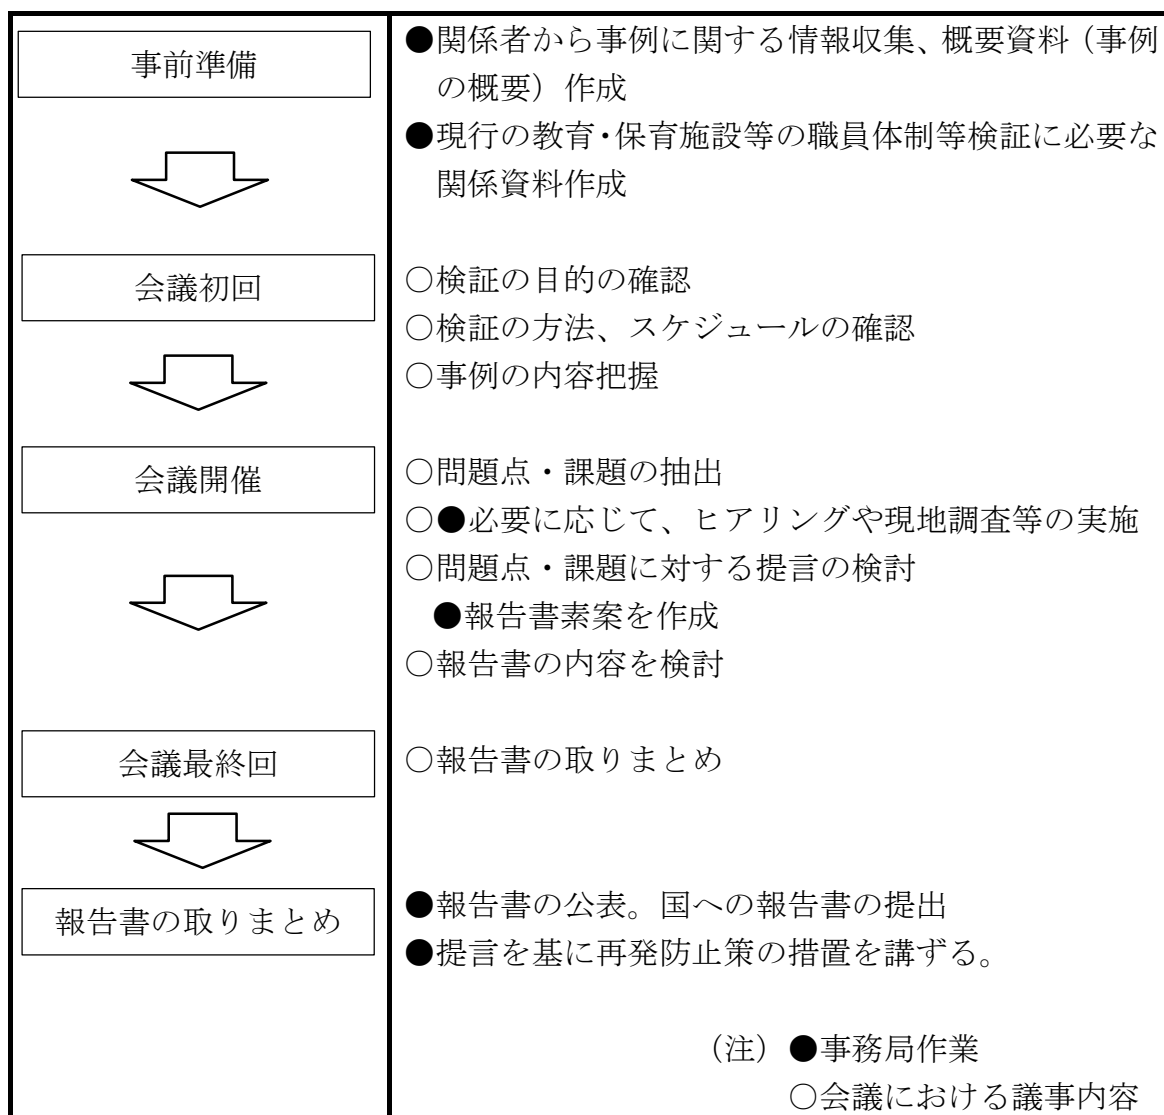 事前準備
●関係者から事例に関する情報収集、概要資料（事例
の概要）作成
●現行の教育・保育施設等の職員体制等検証に必要な
関係資料作成
会議初回
○検証の目的の確認
○検証の方法、スケジュールの確認
○事例の内容把握
会議開催
○問題点・課題の抽出
○●必要に応じて、ヒアリングや現地調査等の実施
○問題点・課題に対する提言の検討
●報告書素案を作成
○報告書の内容を検討
会議最終回
○報告書の取りまとめ
報告書の取りまとめ
●報告書の公表。国への報告書の提出
●提言を基に再発防止策の措置を講ずる。
（注）●事務局作業
○会議における議事内容